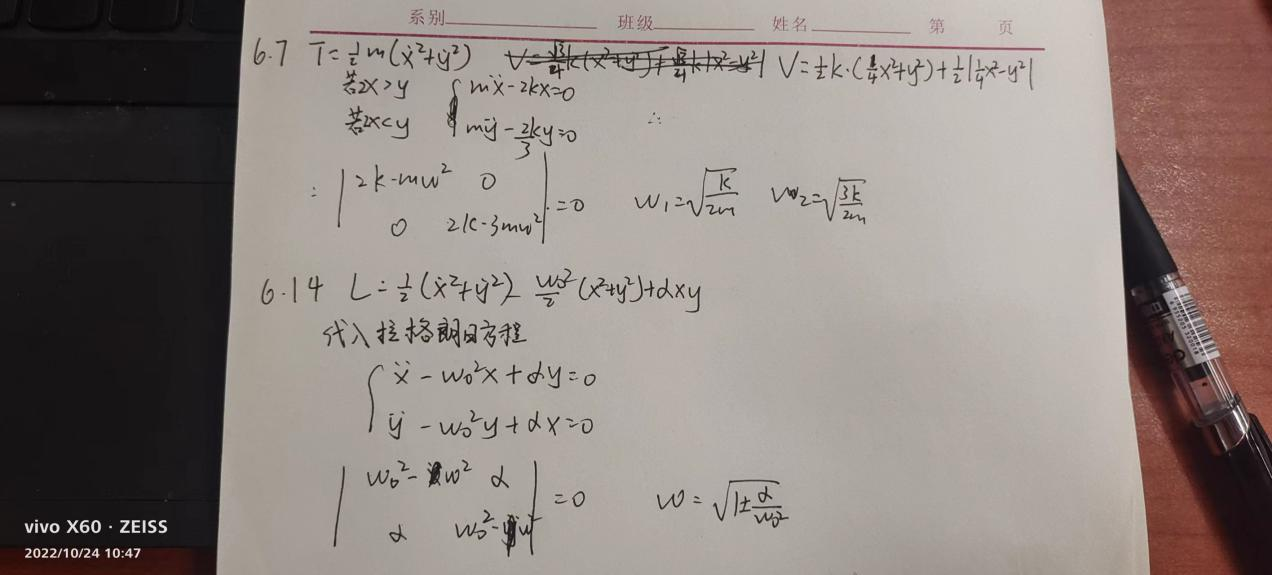 系别 班级 姓名 第 页
6.7 T=½m(ẋ²+ẏ²) V=½k·(¼x²+y²)+½|¼x²-y²|
若2x>y { mẍ-2kx=0
若2x<y mÿ-2ky/3=0 ∴
: | 2k-mω² 0
0 2k-3mω² | =0 ω₁=√(k/2m) ω₂=√(3k/2m)
6.14 L=½(ẋ²+ẏ²)-ω₀²/2(x²+y²)+αxy
代入拉格朗日方程
{ ẍ-ω₀²x+αy=0
ÿ-ω₀²y+αx=0
| ω₀²-ω² α
α ω₀²-ω² | =0 ω=√(1±α/ω₀²)
vivo X60 · ZEISS
2022/10/24 10:47